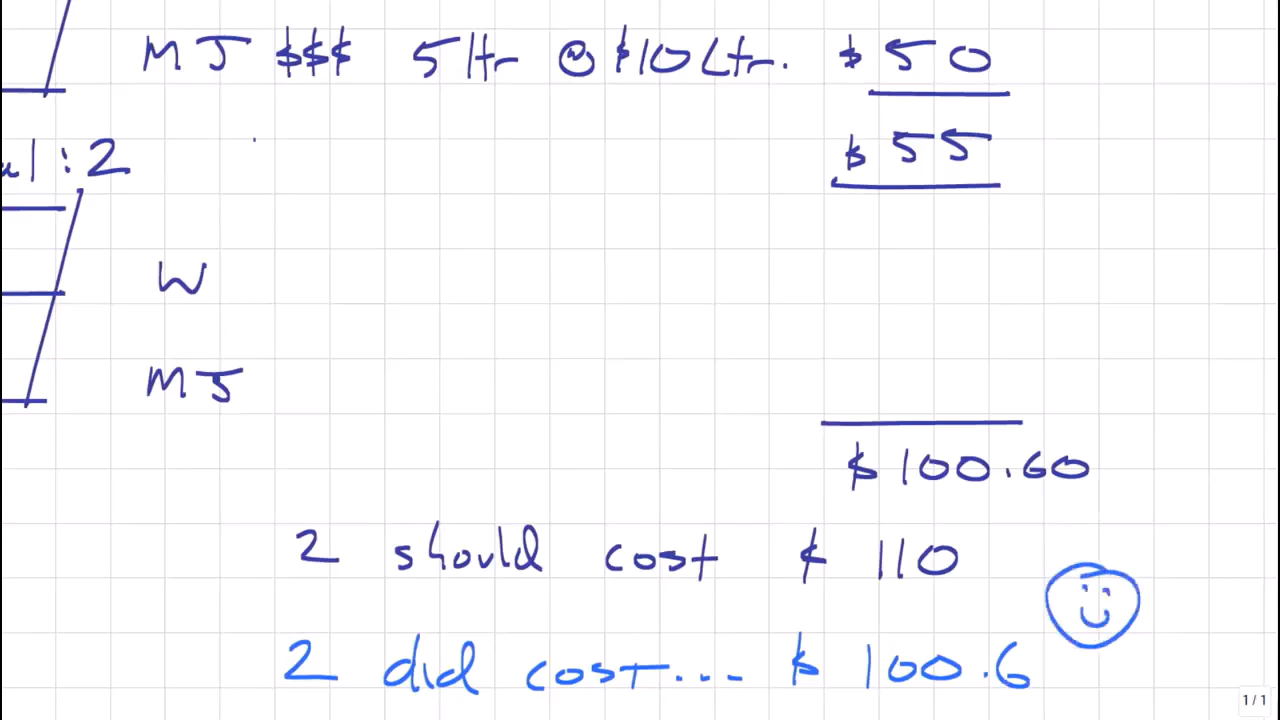 MJ $$$ 5 ltr @ $10 Ltr. $50
$55
:2
W
MJ
$100.60
2 should cost $110
2 did cost... $100.6
1/1